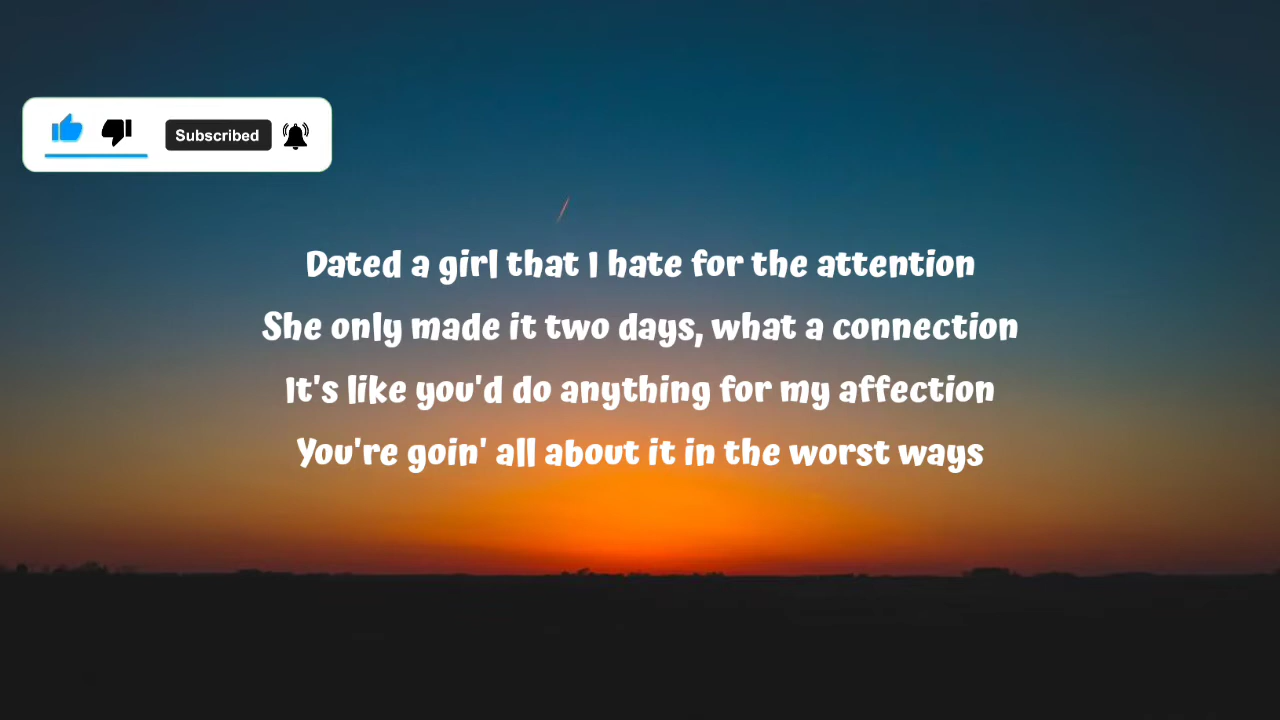 Subscribed
Dated a girl that I hate for the attention
She only made it two days, what a connection
It's like you'd do anything for my affection
You're goin' all about it in the worst ways